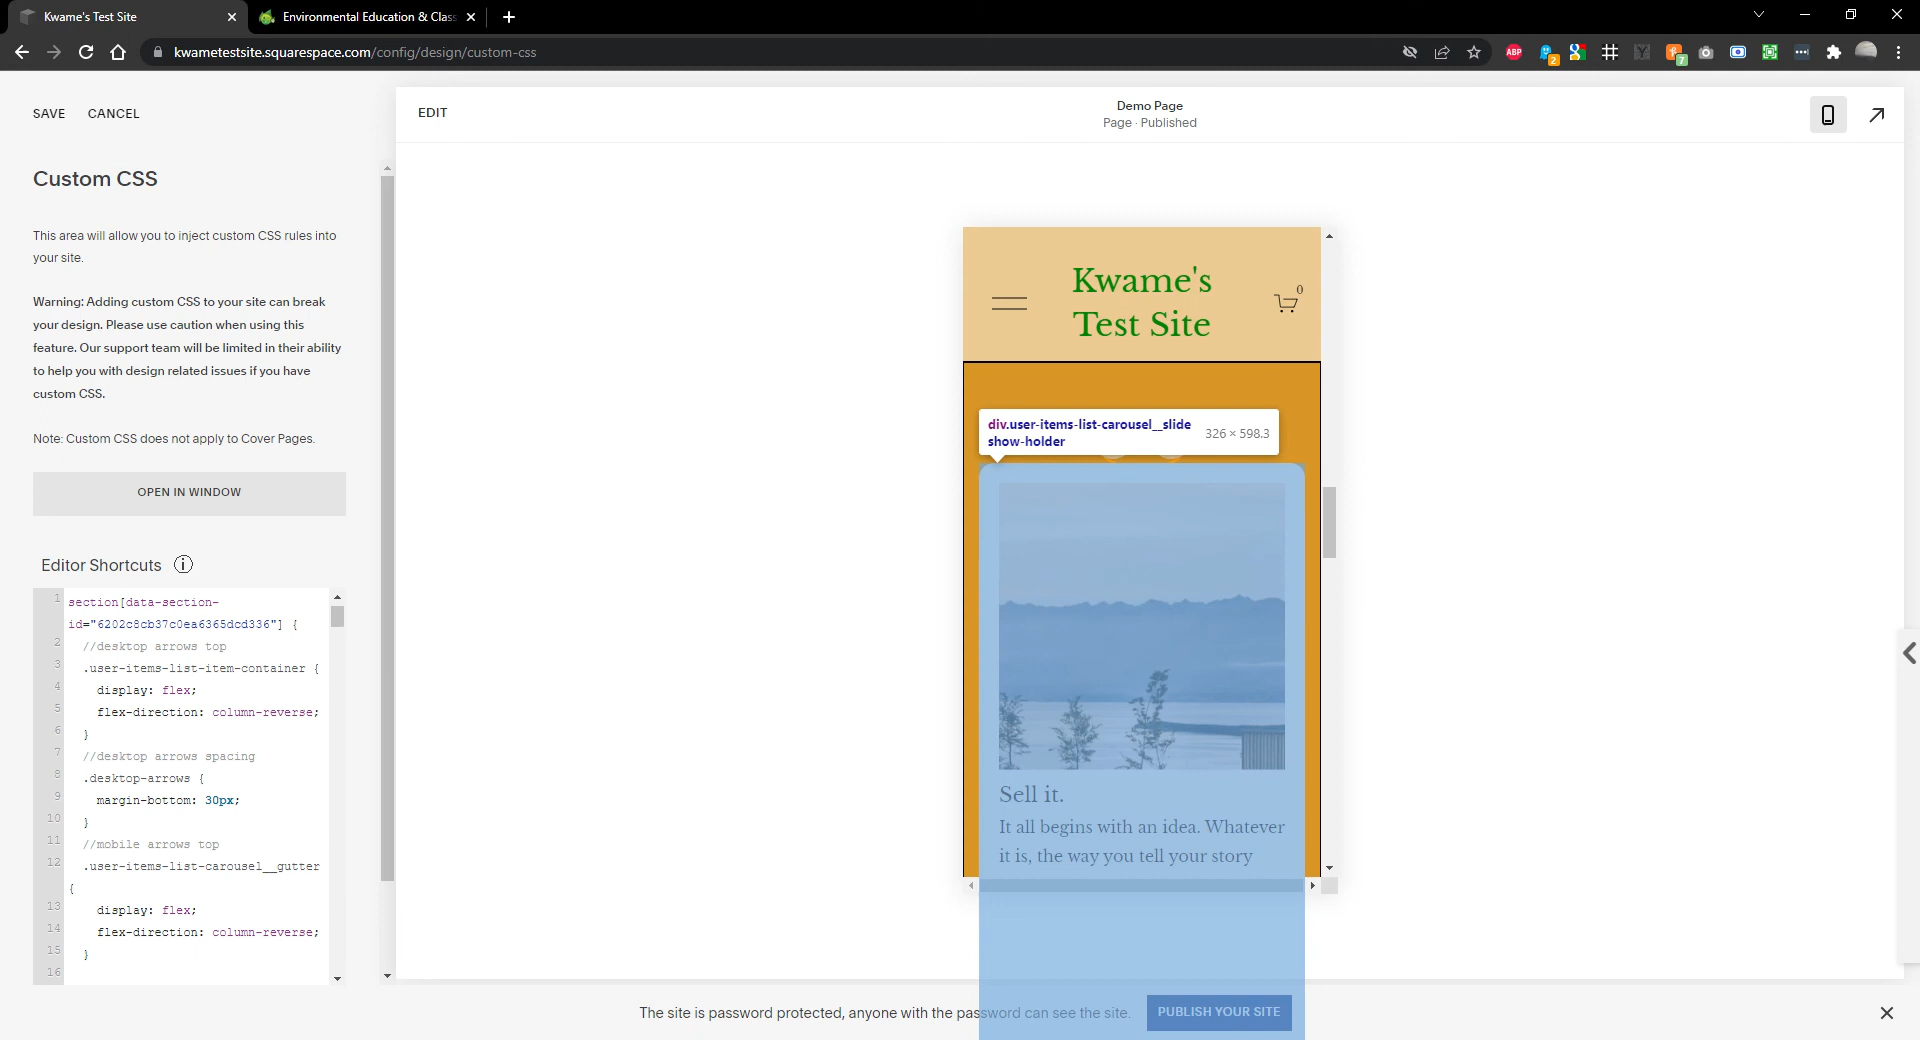 Kwame's Test Site
Environmental Education & Clas
kwametestsite.squarespace.com/config/design/custom-css
ABP
2
7
SAVE
CANCEL
Custom CSS
This area will allow you to inject custom CSS rules into
your site.
Warning: Adding custom CSS to your site can break
your design. Please use caution when using this
feature. Our support team will be limited in their ability
to help you with design related issues if you have
custom CSS.
Note: Custom CSS does not apply to Cover Pages.
OPEN IN WINDOW
Editor Shortcuts
1 section[data-section-
id="6202c8cb37c0ea6365dcd336"] {
2 //desktop arrows top
3 .user-items-list-item-container {
4 display: flex;
5 flex-direction: column-reverse;
6 }
7 //desktop arrows spacing
8 .desktop-arrows {
9 margin-bottom: 30px;
10 }
11 //mobile arrows top
12 .user-items-list-carousel__gutter
{
13 display: flex;
14 flex-direction: column-reverse;
15 }
16
EDIT
Demo Page
Page · Published
Kwame's
Test Site
0
div.user-items-list-carousel__slide
show-holder
326 × 598.3
Sell it.
It all begins with an idea. Whatever
it is, the way you tell your story
The site is password protected, anyone with the password can see the site.
PUBLISH YOUR SITE